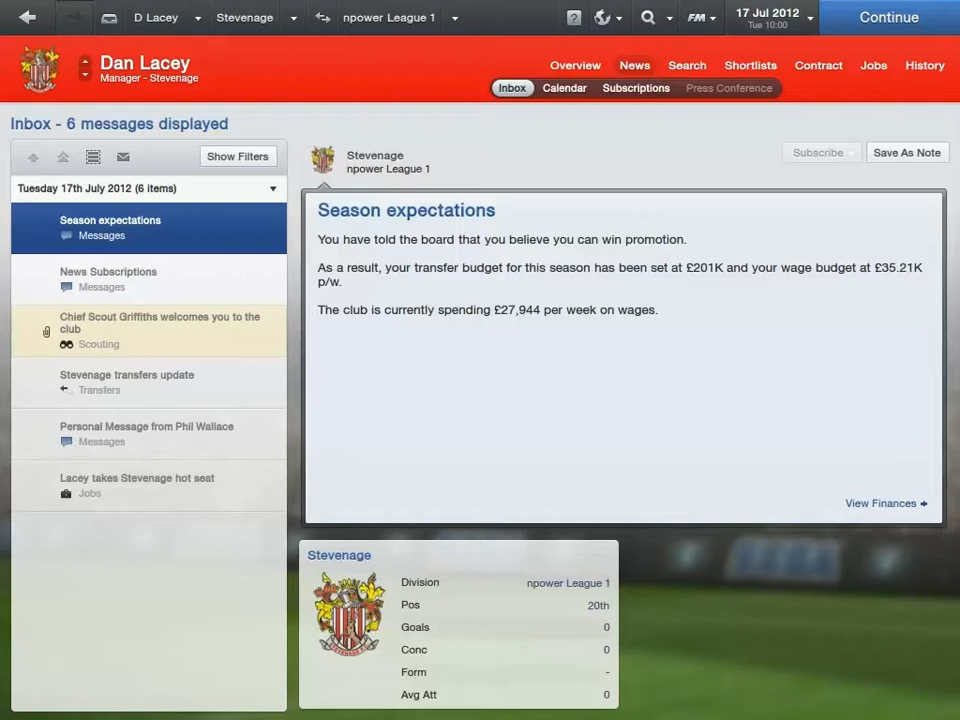 D Lacey
Stevenage
npower League 1
?
FM
17 Jul 2012
Tue 10:00
Continue
Dan Lacey
Manager - Stevenage
Overview
News
Search
Shortlists
Contract
Jobs
History
Inbox
Calendar
Subscriptions
Press Conference
Inbox - 6 messages displayed
Show Filters
Tuesday 17th July 2012 (6 items)
Season expectations
Messages
News Subscriptions
Messages
Chief Scout Griffiths welcomes you to the
club
Scouting
Stevenage transfers update
Transfers
Personal Message from Phil Wallace
Messages
Lacey takes Stevenage hot seat
Jobs
Stevenage
npower League 1
Subscribe
Save As Note
Season expectations
You have told the board that you believe you can win promotion.
As a result, your transfer budget for this season has been set at £201K and your wage budget at £35.21K
p/w.
The club is currently spending £27,944 per week on wages.
View Finances
Stevenage
Division npower League 1
Pos 20th
Goals 0
Conc 0
Form -
Avg Att 0